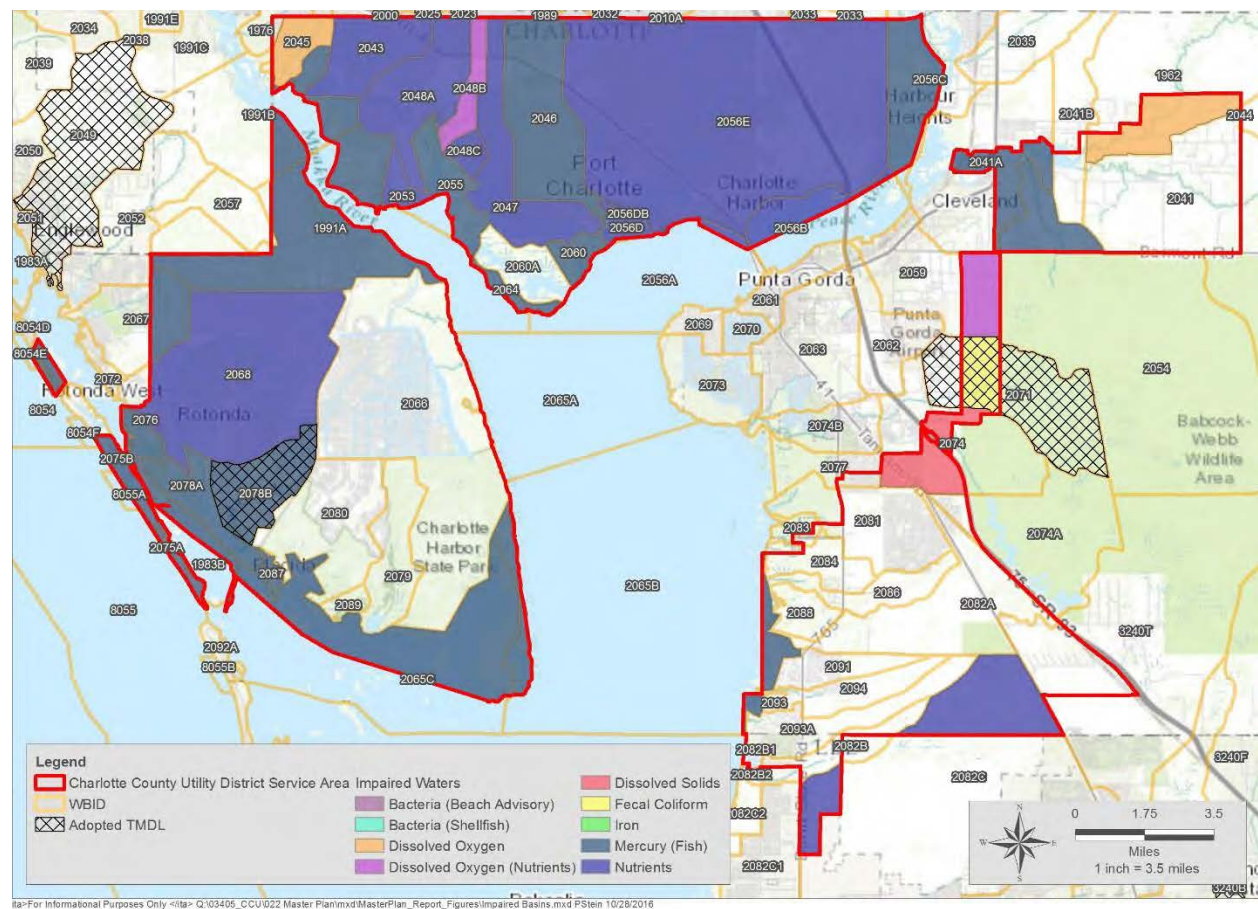 2000
2025
2023
1989
2032
2010A
2033
2033
1991E
1976
2034
2038
1991C
2045
2043
CHARLOTTE
2035
2039
2048B
2056C
1962
2048A
Harbour
Heights
1991B
2046
2056E
2041B
2044
2049
Myakka River
2048C
Port
Charlotte
2041A
2050
2055
Charlotte
Harbor
2053
2047
Cleveland
2041
2051
2052
2057
2056DB
2056D
2056B
Englewood
1991A
2060
2059
1983A
2060A
2056A
Punta Gorda
2064
2061
8054D
2067
2069
2070
Punta
Gorda
Airport
8054E
2063
2062
2054
2072
2068
2073
Rotonda West
2066
2065A
2071
8054
2076
Rotonda
411
Babcock-
Webb
Wildlife
Area
8054F
2074B
2074
2075B
2077
2078A
2078B
8055A
2080
Charlotte
Harbor
State Park
2083
2081
2074A
2075A
2084
1983B
2087
2079
2065B
75
2086
8055
2089
2088
2082A
765
3240T
2092A
8055B
2091
2065C
2094
2093
2093A
2082B1
2082B
3240F
2082B2
2082C
2082C2
2082C1
3240B
Legend
Charlotte County Utility District Service Area
WBID
Adopted TMDL
Impaired Waters
Bacteria (Beach Advisory)
Bacteria (Shellfish)
Dissolved Oxygen
Dissolved Oxygen (Nutrients)
Dissolved Solids
Fecal Coliform
Iron
Mercury (Fish)
Nutrients
N
W
E
S
0 1.75 3.5
Miles
1 inch = 3.5 miles
ita>For Informational Purposes Only </ita> Q:\03405_CCU\022 Master Plan\mxd\MasterPlan_Report_Figures\Impaired Basins.mxd PStein 10/28/2016